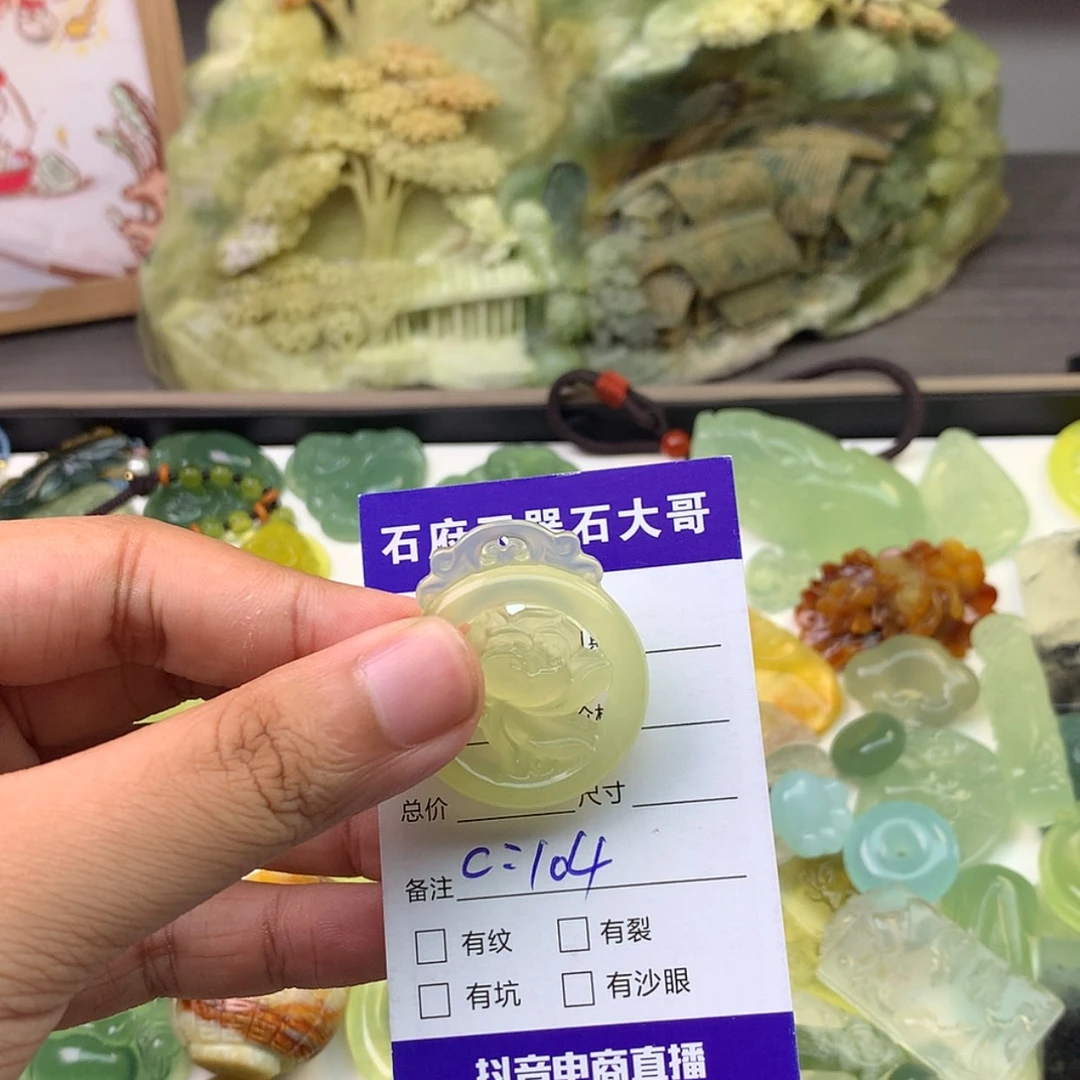 石府玉器石大哥
总价 尺寸
备注 C=104
有纹 有裂
有坑 有沙眼
抖音电商直播